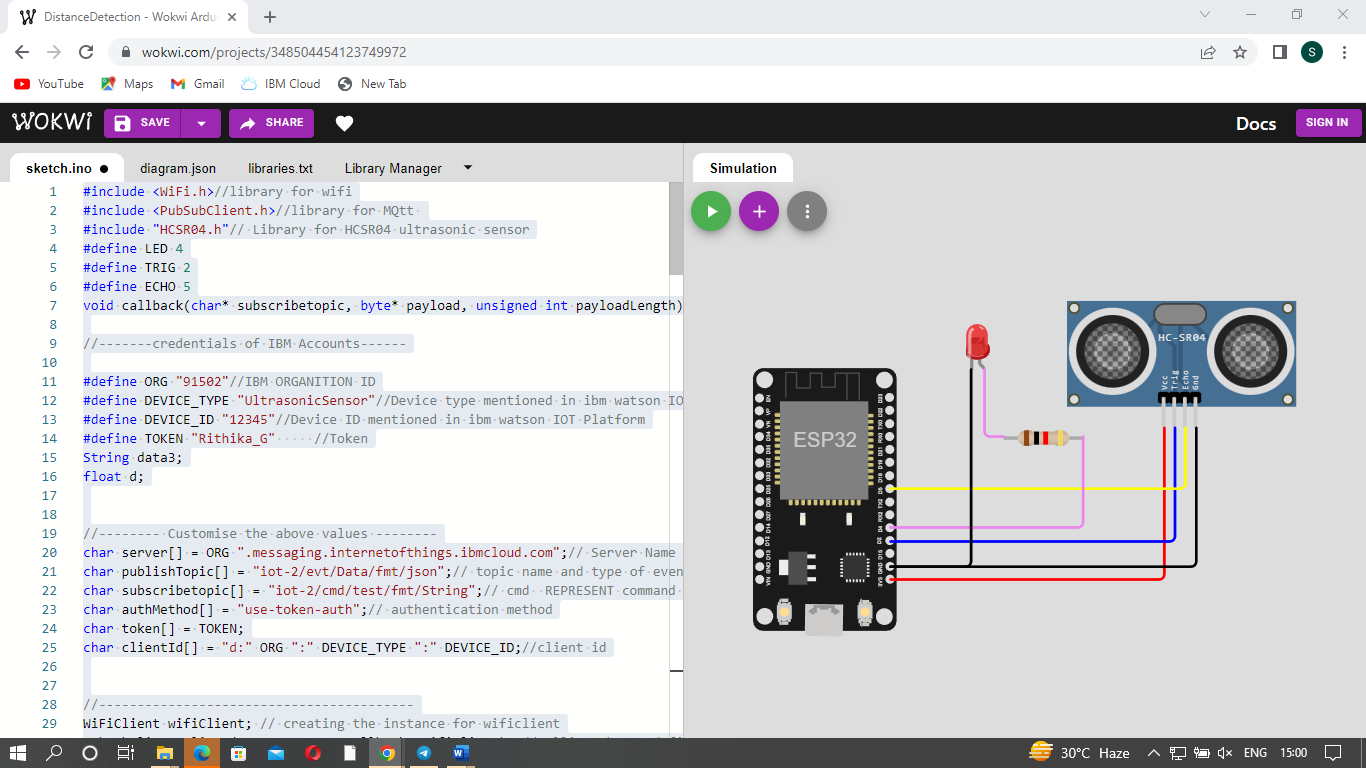 DistanceDetection - Wokwi Ardu
wokwi.com/projects/348504454123749972
S
YouTube
Maps
Gmail
IBM Cloud
New Tab
WOKWi
SAVE
SHARE
Docs
SIGN IN
sketch.ino ●
diagram.json
libraries.txt
Library Manager
Simulation
1 #include <WiFi.h>//library for wifi
2 #include <PubSubClient.h>//library for MQtt
3 #include "HCSR04.h"// Library for HCSR04 ultrasonic sensor
4 #define LED 4
5 #define TRIG 2
6 #define ECHO 5
7 void callback(char* subscribetopic, byte* payload, unsigned int payloadLength)
8
9 //-------credentials of IBM Accounts------
10
11 #define ORG "91502"//IBM ORGANITION ID
12 #define DEVICE_TYPE "UltrasonicSensor"//Device type mentioned in ibm watson IO
13 #define DEVICE_ID "12345"//Device ID mentioned in ibm watson IOT Platform
14 #define TOKEN "Rithika_G"     //Token
15 String data3;
16 float d;
17
18
19 //-------- Customise the above values --------
20 char server[] = ORG ".messaging.internetofthings.ibmcloud.com";// Server Name
21 char publishTopic[] = "iot-2/evt/Data/fmt/json";// topic name and type of even
22 char subscribetopic[] = "iot-2/cmd/test/fmt/String";// cmd  REPRESENT command
23 char authMethod[] = "use-token-auth";// authentication method
24 char token[] = TOKEN;
25 char clientId[] = "d:" ORG ":" DEVICE_TYPE ":" DEVICE_ID;//client id
26
27
28 //-----------------------------------------
29 WiFiClient wifiClient; // creating the instance for wificlient
ESP32
HC-SR04
Vcc
Trig
Echo
Gnd
30°C Haze
ENG
15:00